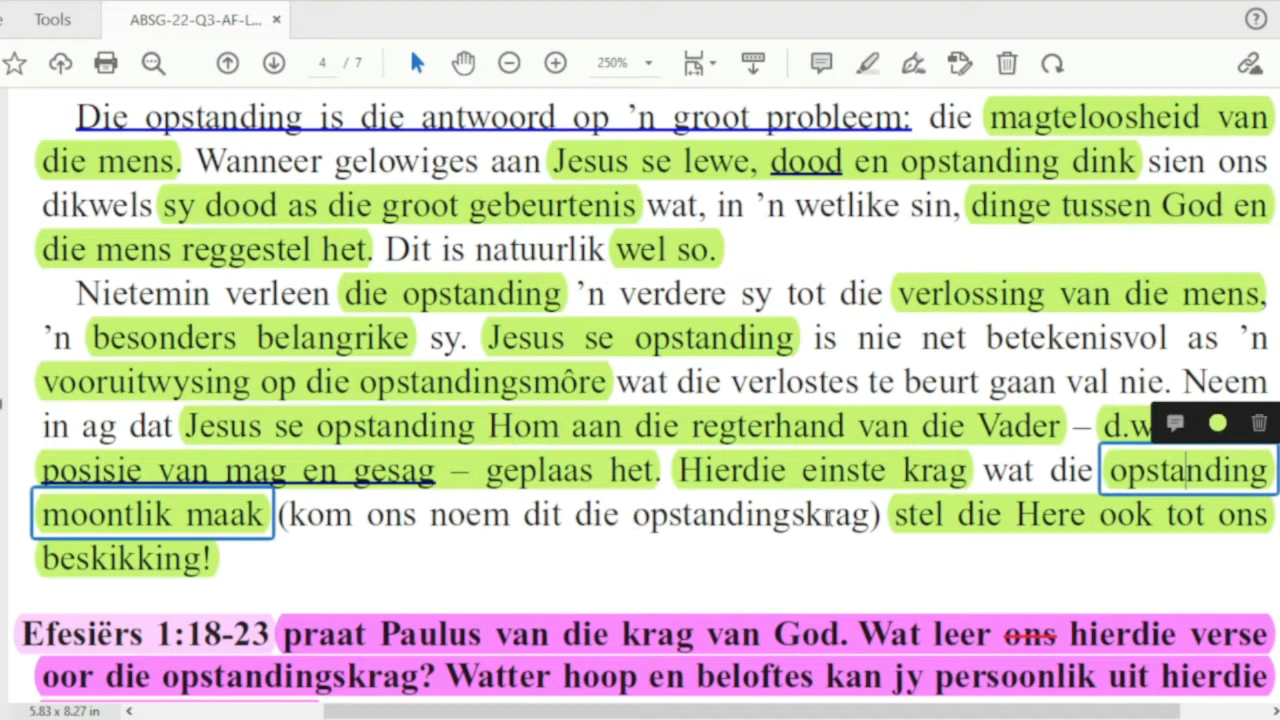 e Tools ABSG-22-Q3-AF-L... ×
4 / 7 250%
Die opstanding is die antwoord op ’n groot probleem: die magteloosheid van
die mens. Wanneer gelowiges aan Jesus se lewe, dood en opstanding dink sien ons
dikwels sy dood as die groot gebeurtenis wat, in ’n wetlike sin, dinge tussen God en
die mens reggestel het. Dit is natuurlik wel so.
Nietemin verleen die opstanding ’n verdere sy tot die verlossing van die mens,
’n besonders belangrike sy. Jesus se opstanding is nie net betekenisvol as ’n
vooruitwysing op die opstandingsmôre wat die verlostes te beurt gaan val nie. Neem
in ag dat Jesus se opstanding Hom aan die regterhand van die Vader – d.w
posisie van mag en gesag – geplaas het. Hierdie einste krag wat die opstanding
moontlik maak (kom ons noem dit die opstandingskrag) stel die Here ook tot ons
beskikking!
Efesiërs 1:18-23 praat Paulus van die krag van God. Wat leer ons hierdie verse
oor die opstandingskrag? Watter hoop en beloftes kan jy persoonlik uit hierdie
5.83 x 8.27 in